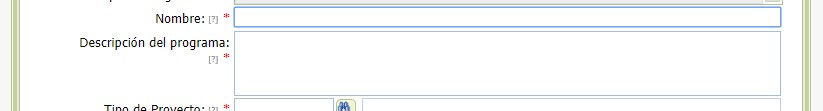 Nombre: [?] *
Descripción del programa:
[?] *
Tipo de Proyecto: [?] *